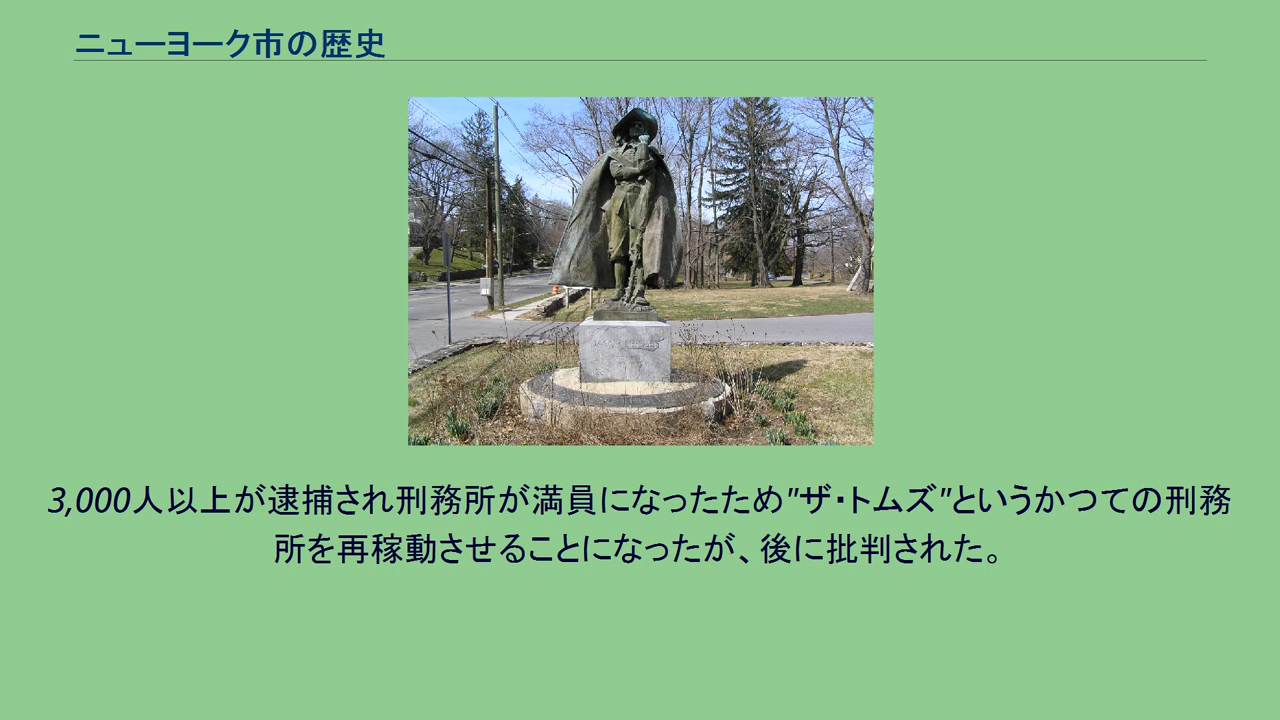 ニューヨーク市の歴史
3,000人以上が逮捕され刑務所が満員になったため"ザ・トムズ"というかつての刑務
所を再稼動させることになったが、後に批判された。